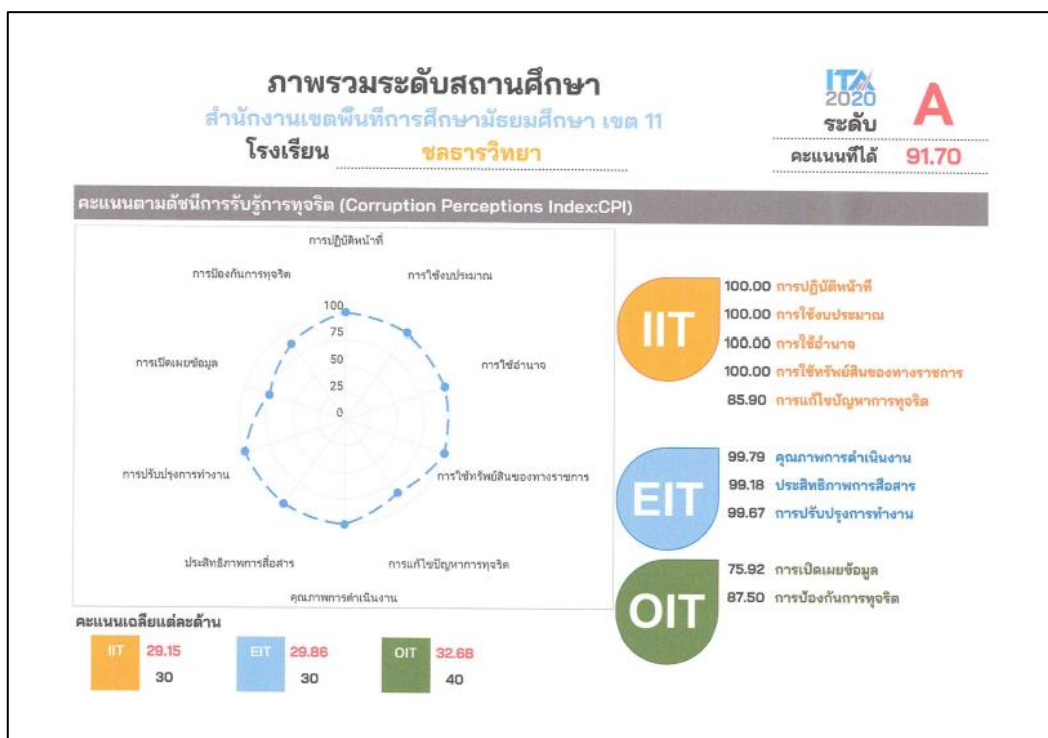 ภาพรวมระดับสถานศึกษา
สำนักงานเขตพื้นที่การศึกษามัธยมศึกษา เขต 11
โรงเรียน ชลธารวิทยา
ITA
2020
ระดับ A
คะแนนที่ได้ 91.70
คะแนนตามดัชนีการรับรู้การทุจริต (Corruption Perceptions Index:CPI)
การปฏิบัติหน้าที่
การป้องกันการทุจริต
การใช้งบประมาณ
100
75
50
25
0
การเปิดเผยข้อมูล
การใช้อำนาจ
การปรับปรุงการทำงาน
การใช้ทรัพย์สินของทางราชการ
ประสิทธิภาพการสื่อสาร
การแก้ไขปัญหาการทุจริต
คุณภาพการดำเนินงาน
IIT
100.00 การปฏิบัติหน้าที่
100.00 การใช้งบประมาณ
100.00 การใช้อำนาจ
100.00 การใช้ทรัพย์สินของทางราชการ
85.90 การแก้ไขปัญหาการทุจริต
EIT
99.79 คุณภาพการดำเนินงาน
99.18 ประสิทธิภาพการสื่อสาร
99.67 การปรับปรุงการทำงาน
OIT
75.92 การเปิดเผยข้อมูล
87.50 การป้องกันการทุจริต
คะแนนเฉลี่ยแต่ละด้าน
IIT 29.15
30
EIT 29.86
30
OIT 32.68
40